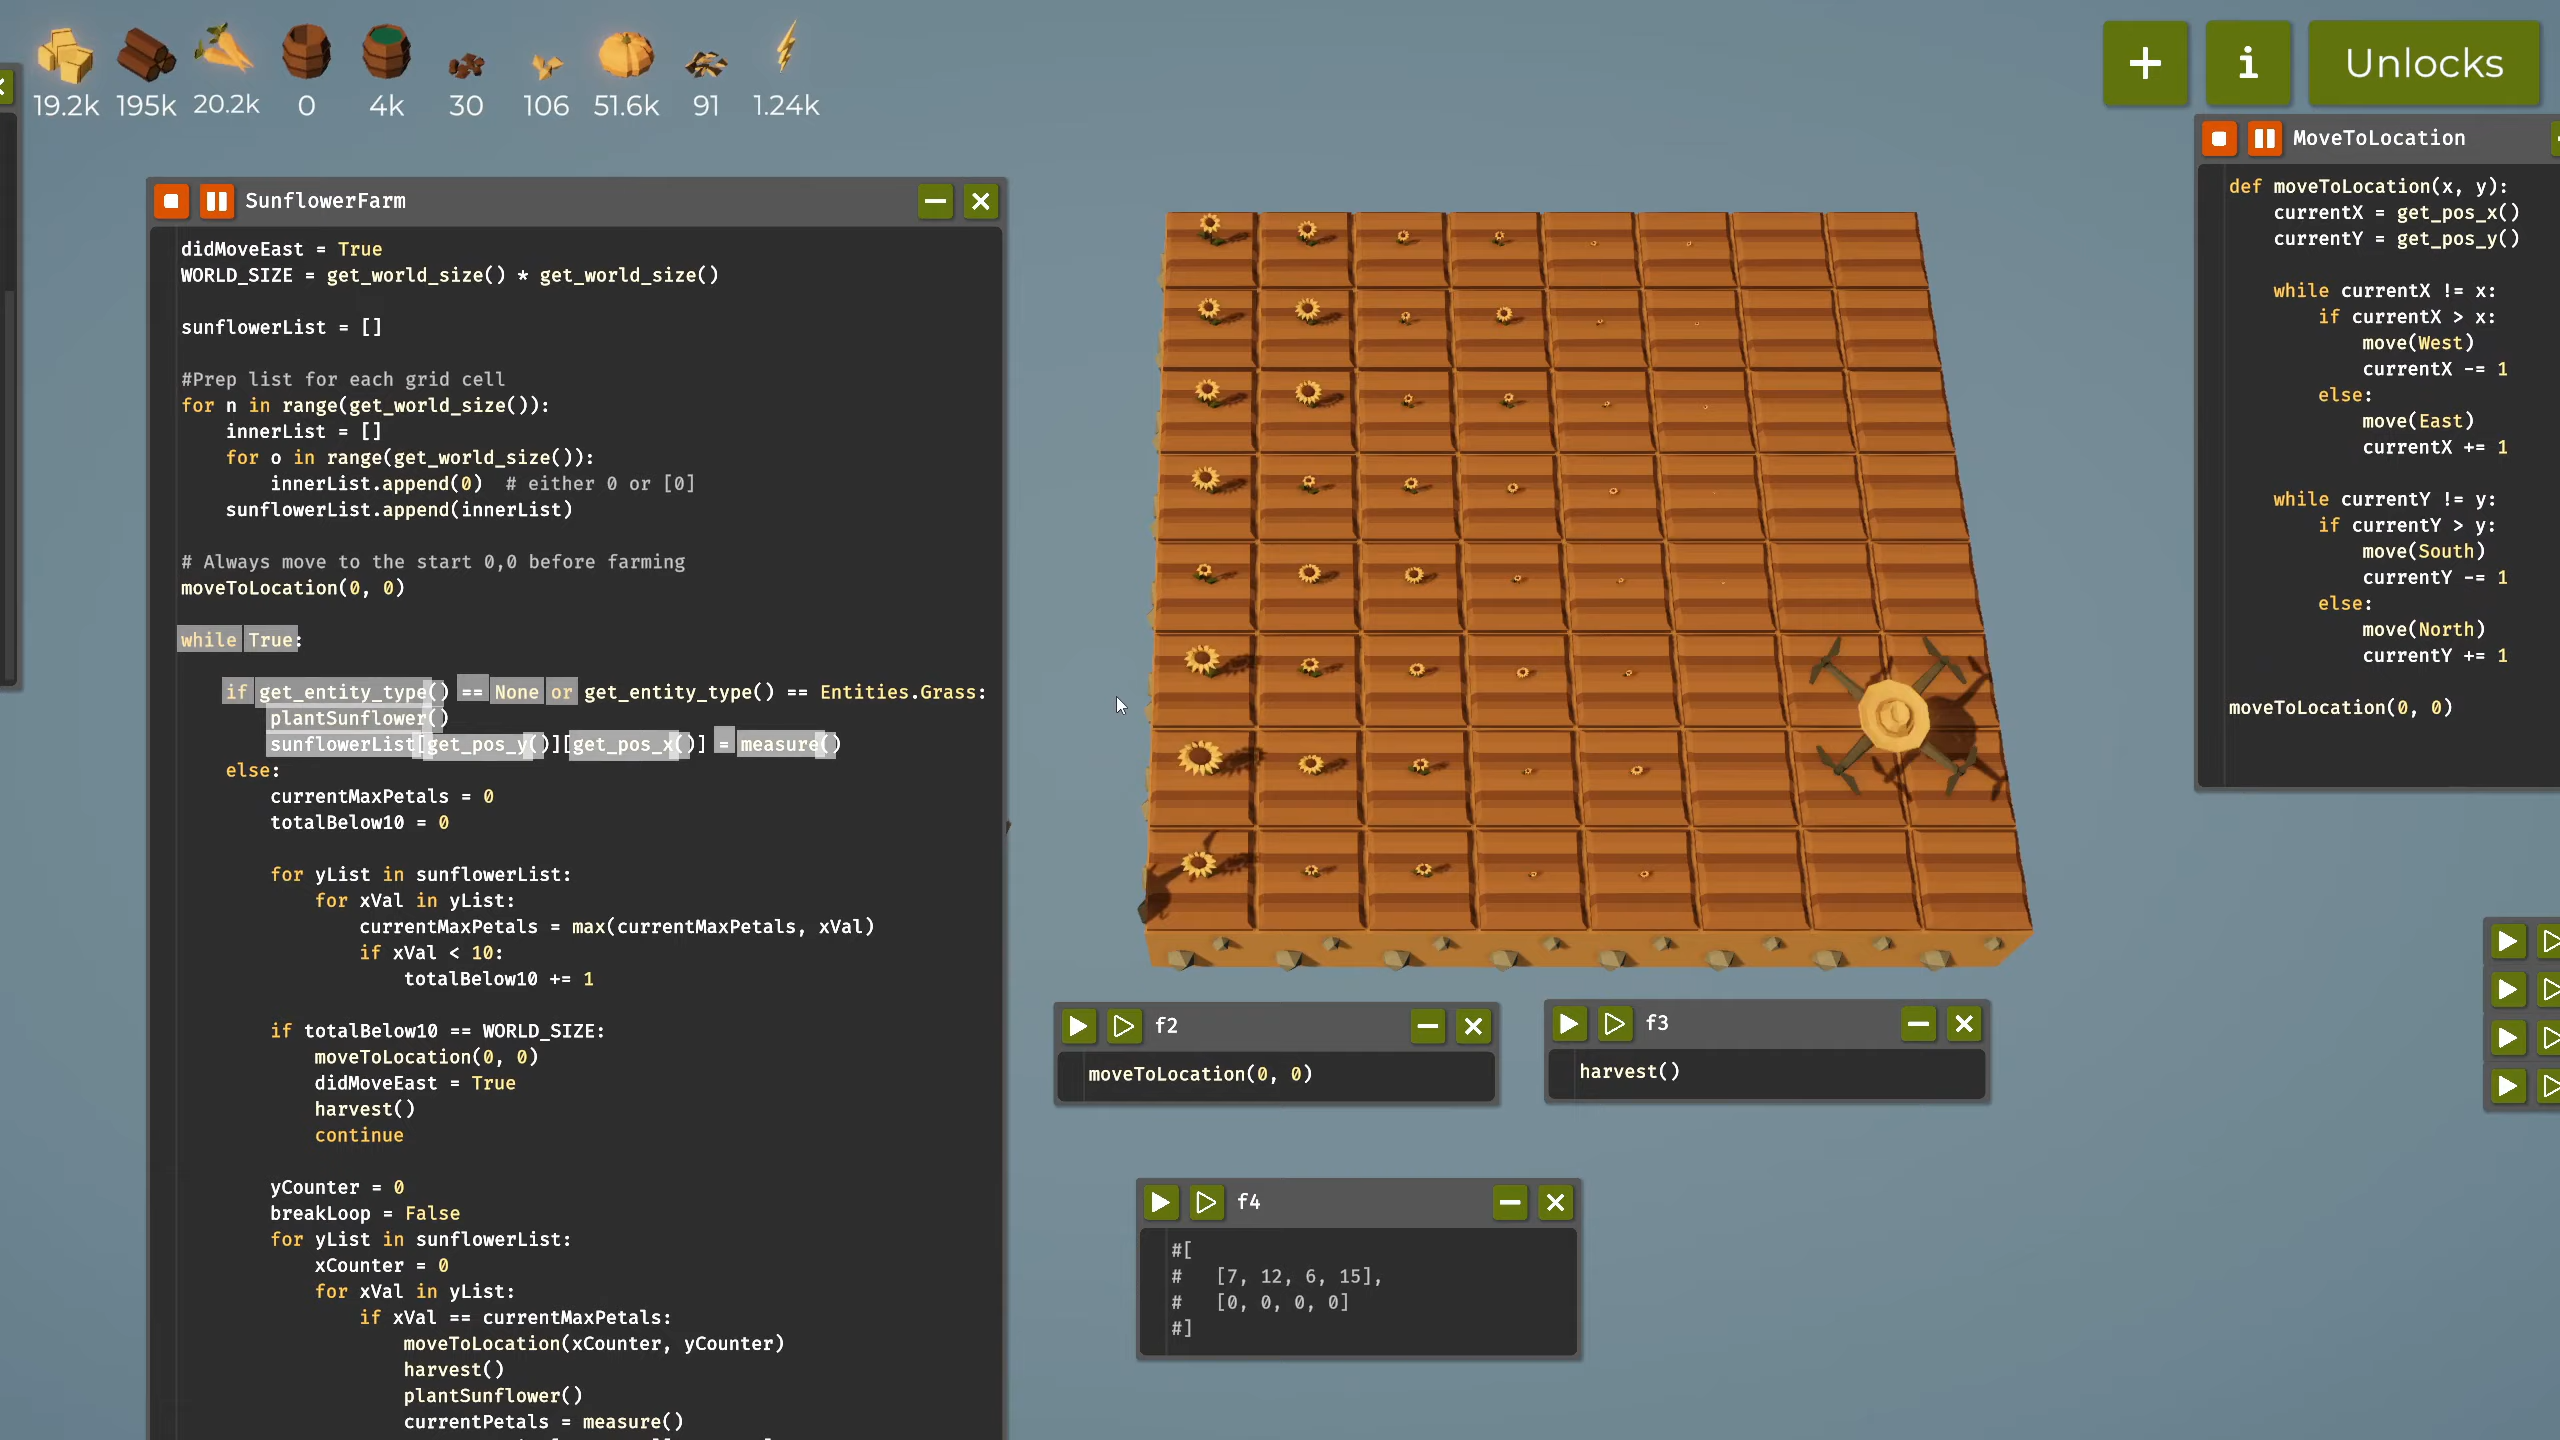 19.2k 195k 20.2k 0 4k 30 106 51.6k 91 1.24k
+ i Unlocks
SunflowerFarm
didMoveEast = True
WORLD_SIZE = get_world_size() * get_world_size()
sunflowerList = []
#Prep list for each grid cell
for n in range(get_world_size()):
    innerList = []
    for o in range(get_world_size()):
        innerList.append(0)  # either 0 or [0]
    sunflowerList.append(innerList)
# Always move to the start 0,0 before farming
moveToLocation(0, 0)
while True:
    if get_entity_type() == None or get_entity_type() == Entities.Grass:
        plantSunflower()
        sunflowerList[get_pos_y()][get_pos_x()] = measure()
    else:
        currentMaxPetals = 0
        totalBelow10 = 0
        for yList in sunflowerList:
            for xVal in yList:
                currentMaxPetals = max(currentMaxPetals, xVal)
                if xVal < 10:
                    totalBelow10 += 1
        if totalBelow10 == WORLD_SIZE:
            moveToLocation(0, 0)
            didMoveEast = True
            harvest()
            continue
        yCounter = 0
        breakLoop = False
        for yList in sunflowerList:
            xCounter = 0
            for xVal in yList:
                if xVal == currentMaxPetals:
                    moveToLocation(xCounter, yCounter)
                    harvest()
                    plantSunflower()
                    currentPetals = measure()
MoveToLocation
def moveToLocation(x, y):
    currentX = get_pos_x()
    currentY = get_pos_y()
    while currentX != x:
        if currentX > x:
            move(West)
            currentX -= 1
        else:
            move(East)
            currentX += 1
    while currentY != y:
        if currentY > y:
            move(South)
            currentY -= 1
        else:
            move(North)
            currentY += 1
moveToLocation(0, 0)
f2
moveToLocation(0, 0)
f3
harvest()
f4
#[
#   [7, 12, 6, 15],
#   [0, 0, 0, 0]
#]